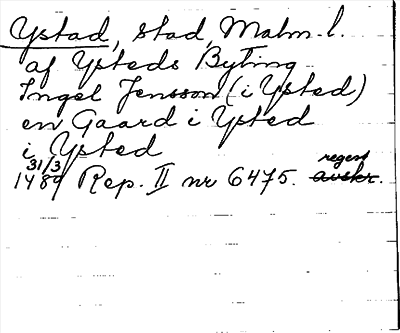 Ystad, stad, Malm. l.
af Ysteds Byting
Ingel Jensson (i Ysted)
en Gaard i Ysted
i Ysted
31/3
1489 Rep. II nr 6475. avskr. regest